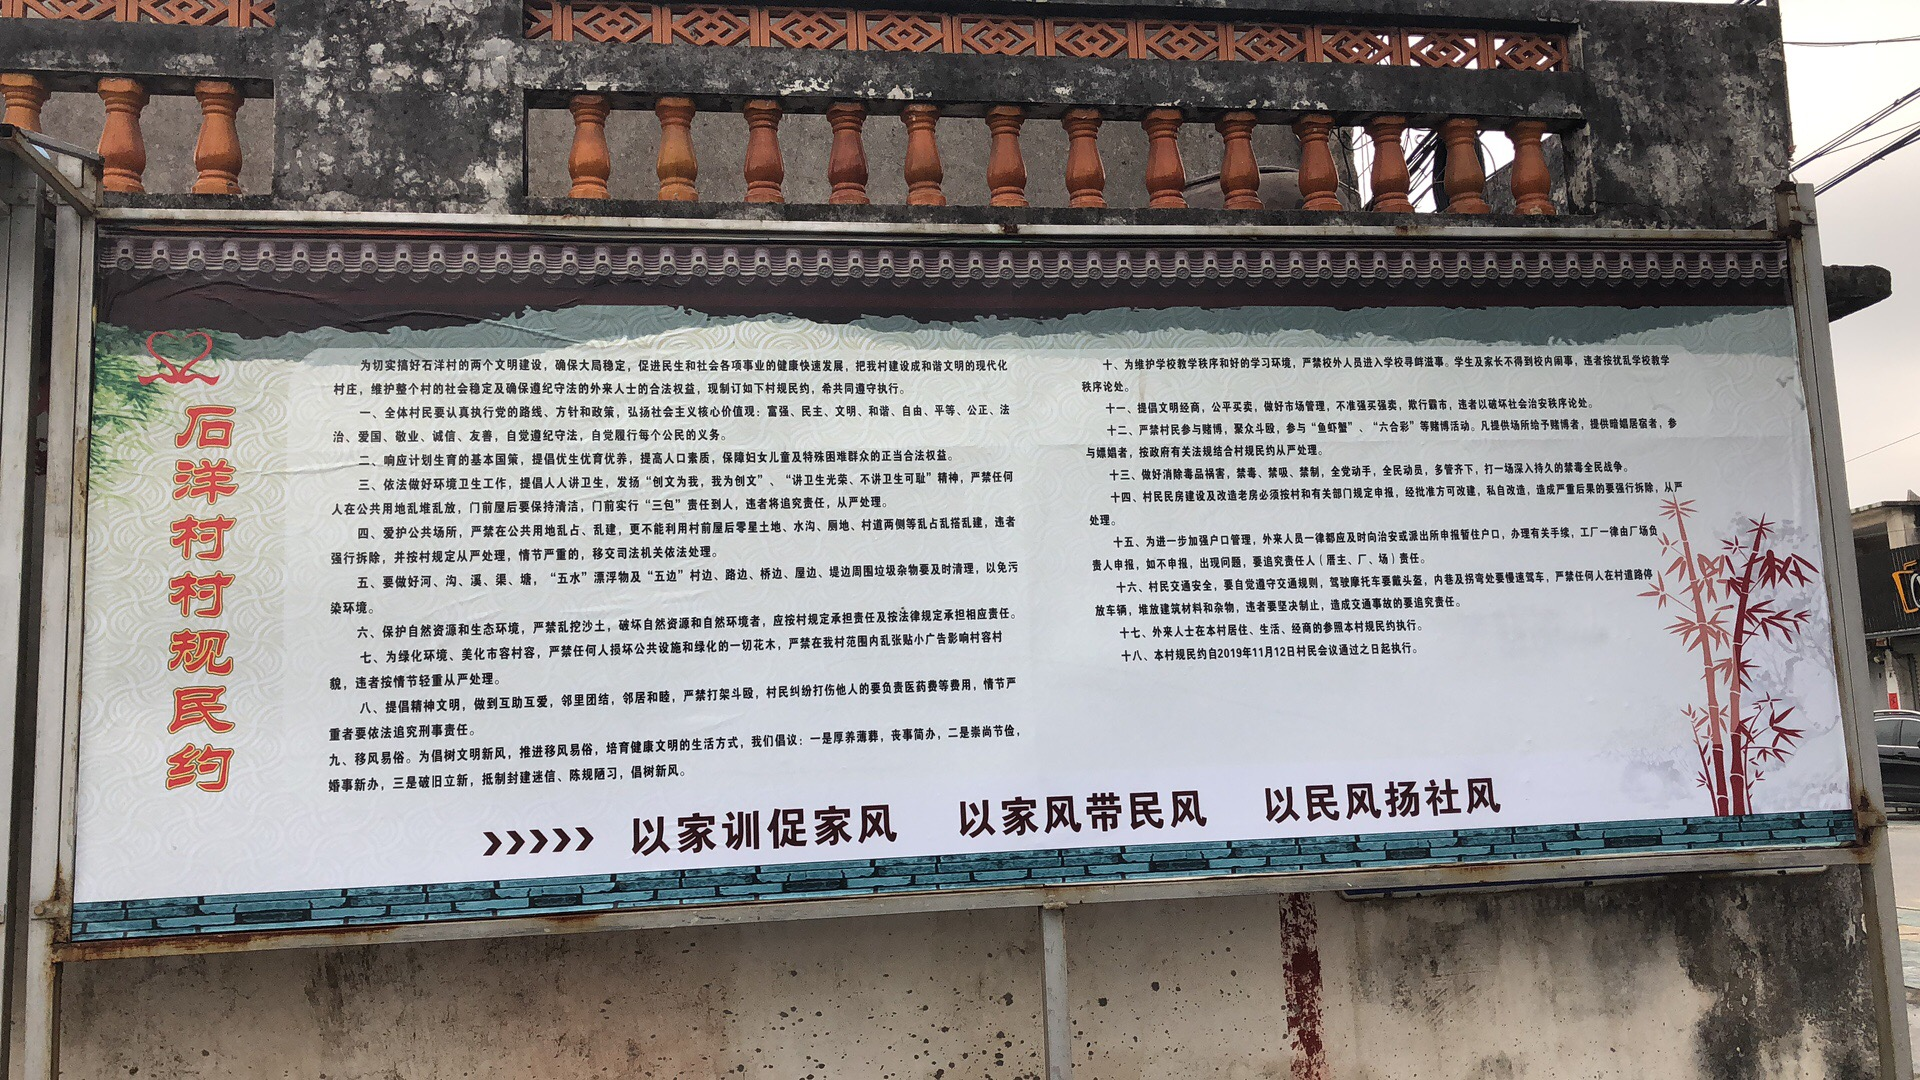 石洋村村规民约
为切实搞好石洋村的两个文明建设，确保大局稳定，促进民生和社会各项事业的健康快速发展，把我村建设成和谐文明的现代化
村庄，维护整个村的社会稳定及确保遵纪守法的外来人士的合法权益，现制订如下村规民约，希共同遵守执行。
一、全体村民要认真执行党的路线、方针和政策，弘扬社会主义核心价值观：富强、民主、文明、和谐、自由、平等、公正、法
治、爱国、敬业、诚信、友善，自觉遵纪守法，自觉履行每个公民的义务。
二、响应计划生育的基本国策，提倡优生优育优养，提高人口素质，保障妇女儿童及特殊困难群众的正当合法权益。
三、依法做好环境卫生工作，提倡人人讲卫生，发扬“创文为我，我为创文”、“讲卫生光荣、不讲卫生可耻”精神，严禁任何
人在公共用地乱堆乱放，门前屋后要保持清洁，门前实行“三包”责任到人，违者将追究责任，从严处理。
四、爱护公共场所，严禁在公共用地乱占、乱建，更不能利用村前屋后零星土地、水沟、厕地、村道两侧等乱占乱搭乱建，违者
强行拆除，并按村规定从严处理，情节严重的，移交司法机关依法处理。
五、要做好河、沟、溪、渠、塘，“五水”漂浮物及“五边”村边、路边、桥边、屋边、堤边周围垃圾杂物要及时清理，以免污
染环境。
六、保护自然资源和生态环境，严禁乱挖沙土，破坏自然资源和自然环境者，应按村规定承担责任及按法律规定承担相应责任。
七、为绿化环境、美化市容村容，严禁任何人损坏公共设施和绿化的一切花木，严禁在我村范围内乱张贴小广告影响村容村
貌，违者按情节轻重从严处理。
八、提倡精神文明，做到互助互爱，邻里团结，邻居和睦，严禁打架斗殴，村民纠纷打伤他人的要负责医药费等费用，情节严
重者要依法追究刑事责任。
九、移风易俗。为倡树文明新风，推进移风易俗，培育健康文明的生活方式，我们倡议：一是厚养薄葬，丧事简办，二是崇尚节俭，
婚事新办，三是破旧立新，抵制封建迷信、陈规陋习，倡树新风。
十、为维护学校教学秩序和好的学习环境，严禁校外人员进入学校寻衅滋事。学生及家长不得到校内闹事，违者按扰乱学校教学
秩序论处。
十一、提倡文明经商，公平买卖，做好市场管理，不准强买强卖，欺行霸市，违者以破坏社会治安秩序论处。
十二、严禁村民参与赌博，聚众斗殴，参与“鱼虾蟹”、“六合彩”等赌博活动。凡提供场所给予赌博者，提供暗娼居宿者，参
与嫖娼者，按政府有关法规结合村规民约从严处理。
十三、做好消除毒品祸害，禁毒、禁吸、禁制，全党动手，全民动员，多管齐下，打一场深入持久的禁毒全民战争。
十四、村民民房建设及改造老房必须按村和有关部门规定申报，经批准方可改建，私自改造，造成严重后果的要强行拆除，从严
处理。
十五、为进一步加强户口管理，外来人员一律都应及时向治安或派出所申报暂住户口，办理有关手续，工厂一律由厂场负
责人申报，如不申报，出现问题，要追究责任人（厝主、厂、场）责任。
十六、村民交通安全，要自觉遵守交通规则，驾驶摩托车要戴头盔，内巷及拐弯处要慢速驾车，严禁任何人在村道路停
放车辆，堆放建筑材料和杂物，违者要坚决制止，造成交通事故的要追究责任。
十七、外来人士在本村居住、生活、经商的参照本村规民约执行。
十八、本村规民约自2019年11月12日村民会议通过之日起执行。
以家训促家风 以家风带民风 以民风扬社风